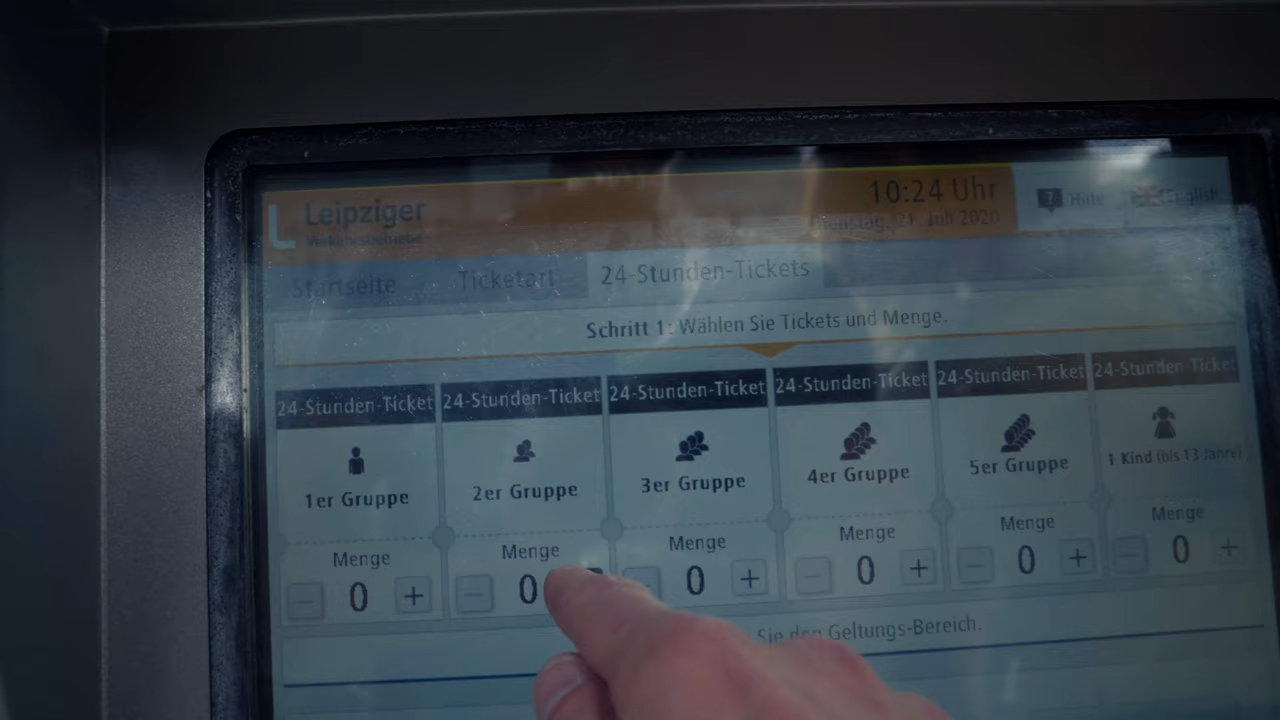 Leipziger
Verkehrsbetriebe
10:24 Uhr
Dienstag, 21. Juli 2020
? Hilfe
English
Startseite
Ticketart
24-Stunden-Tickets
Schritt 1: Wählen Sie Tickets und Menge.
24-Stunden-Ticket
1er Gruppe
Menge
− 0 +
24-Stunden-Ticket
2er Gruppe
Menge
− 0
24-Stunden-Ticket
3er Gruppe
Menge
− 0 +
24-Stunden-Ticket
4er Gruppe
Menge
− 0 +
24-Stunden-Ticket
5er Gruppe
Menge
− 0 +
24-Stunden-Ticket
1 Kind (bis 13 Jahre)
Menge
− 0 +
Sie den Geltungs-Bereich.